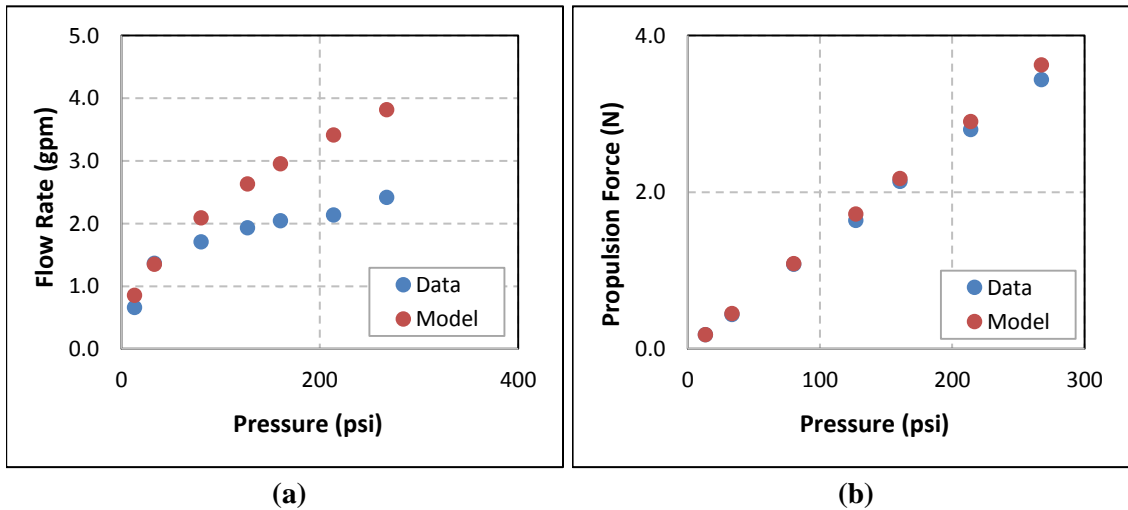 5.0
4.0
3.0
2.0
1.0
0.0
Flow Rate (gpm)
Data
Model
0
200
400
Pressure (psi)
(a)
4.0
2.0
0.0
Propulsion Force (N)
Data
Model
0
100
200
300
Pressure (psi)
(b)